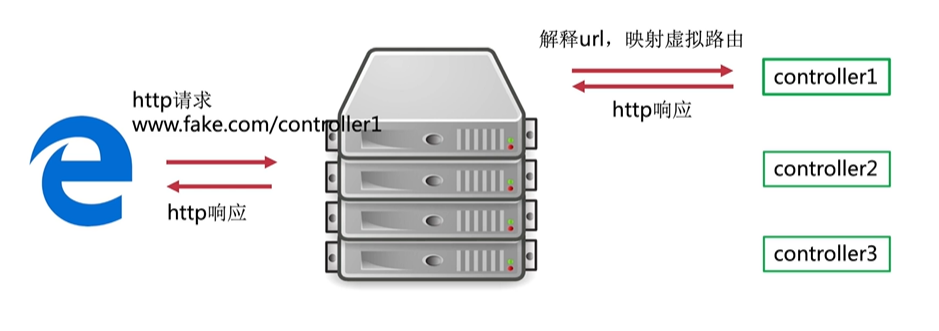 http请求
www.fake.com/controller1
http响应
解释url，映射虚拟路由
http响应
controller1
controller2
controller3